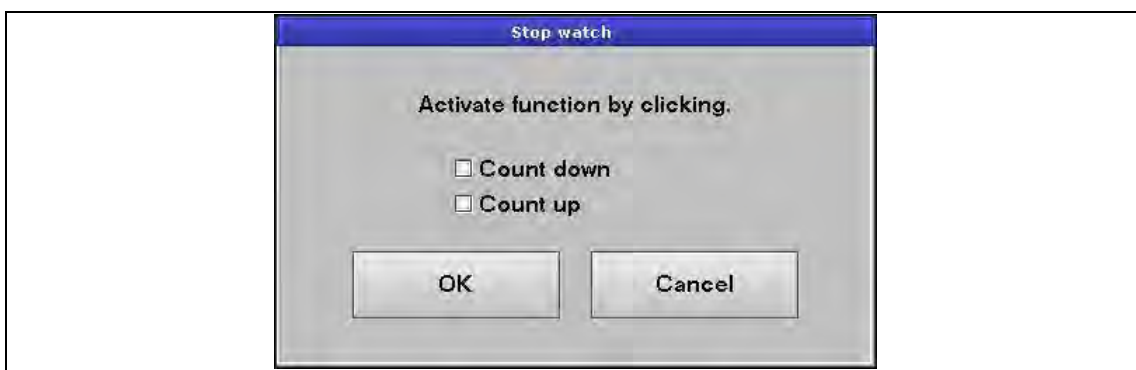 Stop watch
Activate function by clicking.
Count down
Count up
OK
Cancel